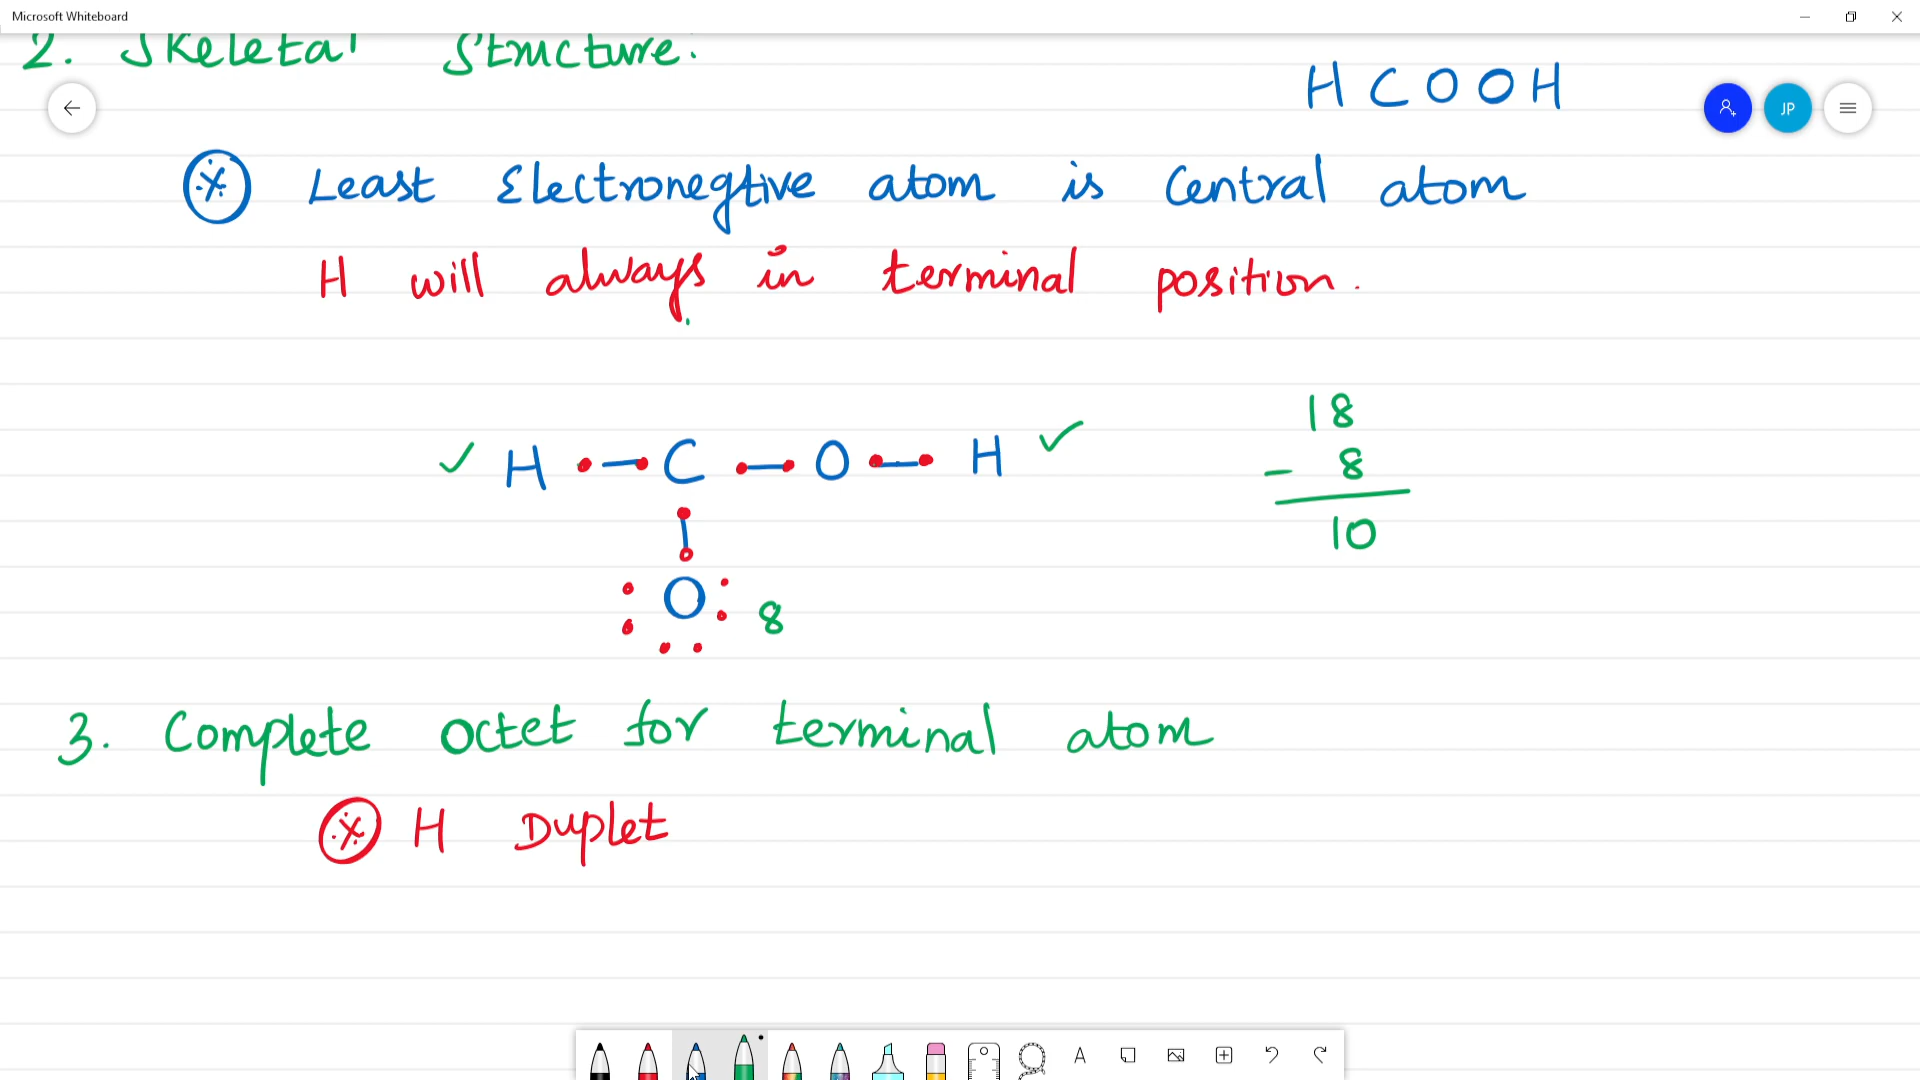 Microsoft Whiteboard
2. Skeletal Structure:
H C O O H
JP
Least Electronegtive atom is Central atom
H will always in terminal position.
18
H C O H
- 8
10
O 8
3. Complete octet for terminal atom
H Duplet
A